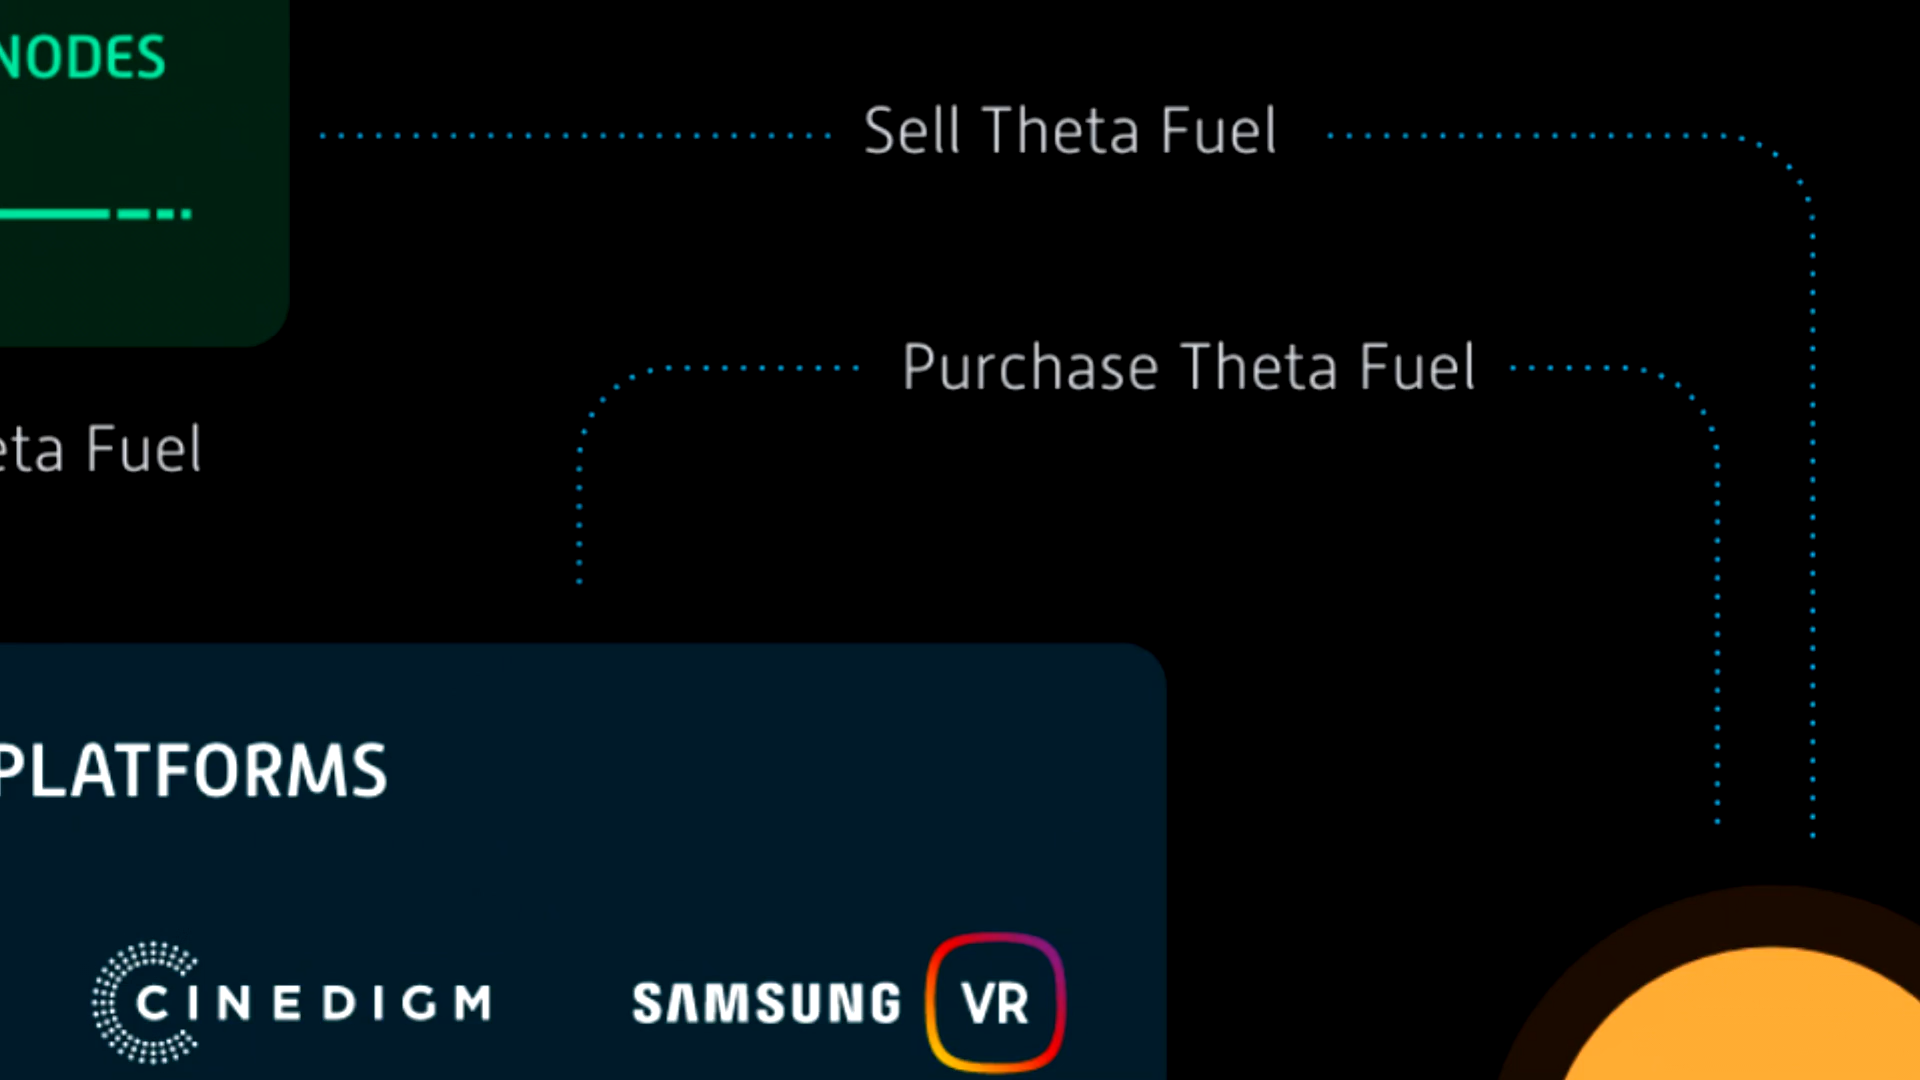 NODES
Sell Theta Fuel
Purchase Theta Fuel
eta Fuel
PLATFORMS
CINEDIGM
SAMSUNG VR